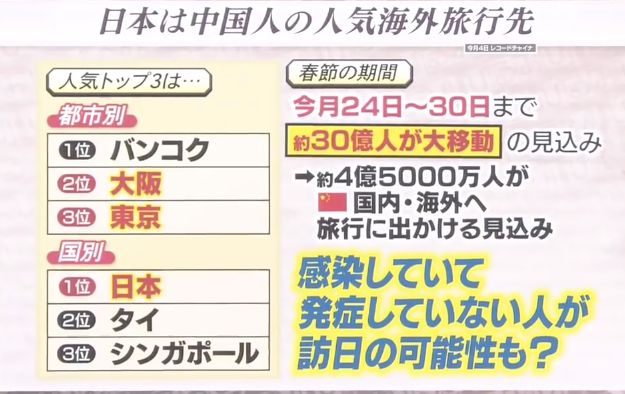 日本は中国人の人気海外旅行先
今月4日 レコードチャイナ
人気トップ3は…
都市別
1位 バンコク
2位 大阪
3位 東京
国別
1位 日本
2位 タイ
3位 シンガポール
春節の期間
今月24日〜30日まで
約30億人が大移動の見込み
➡約4億5000万人が
国内・海外へ
旅行に出かける見込み
感染していて
発症していない人が
訪日の可能性も?